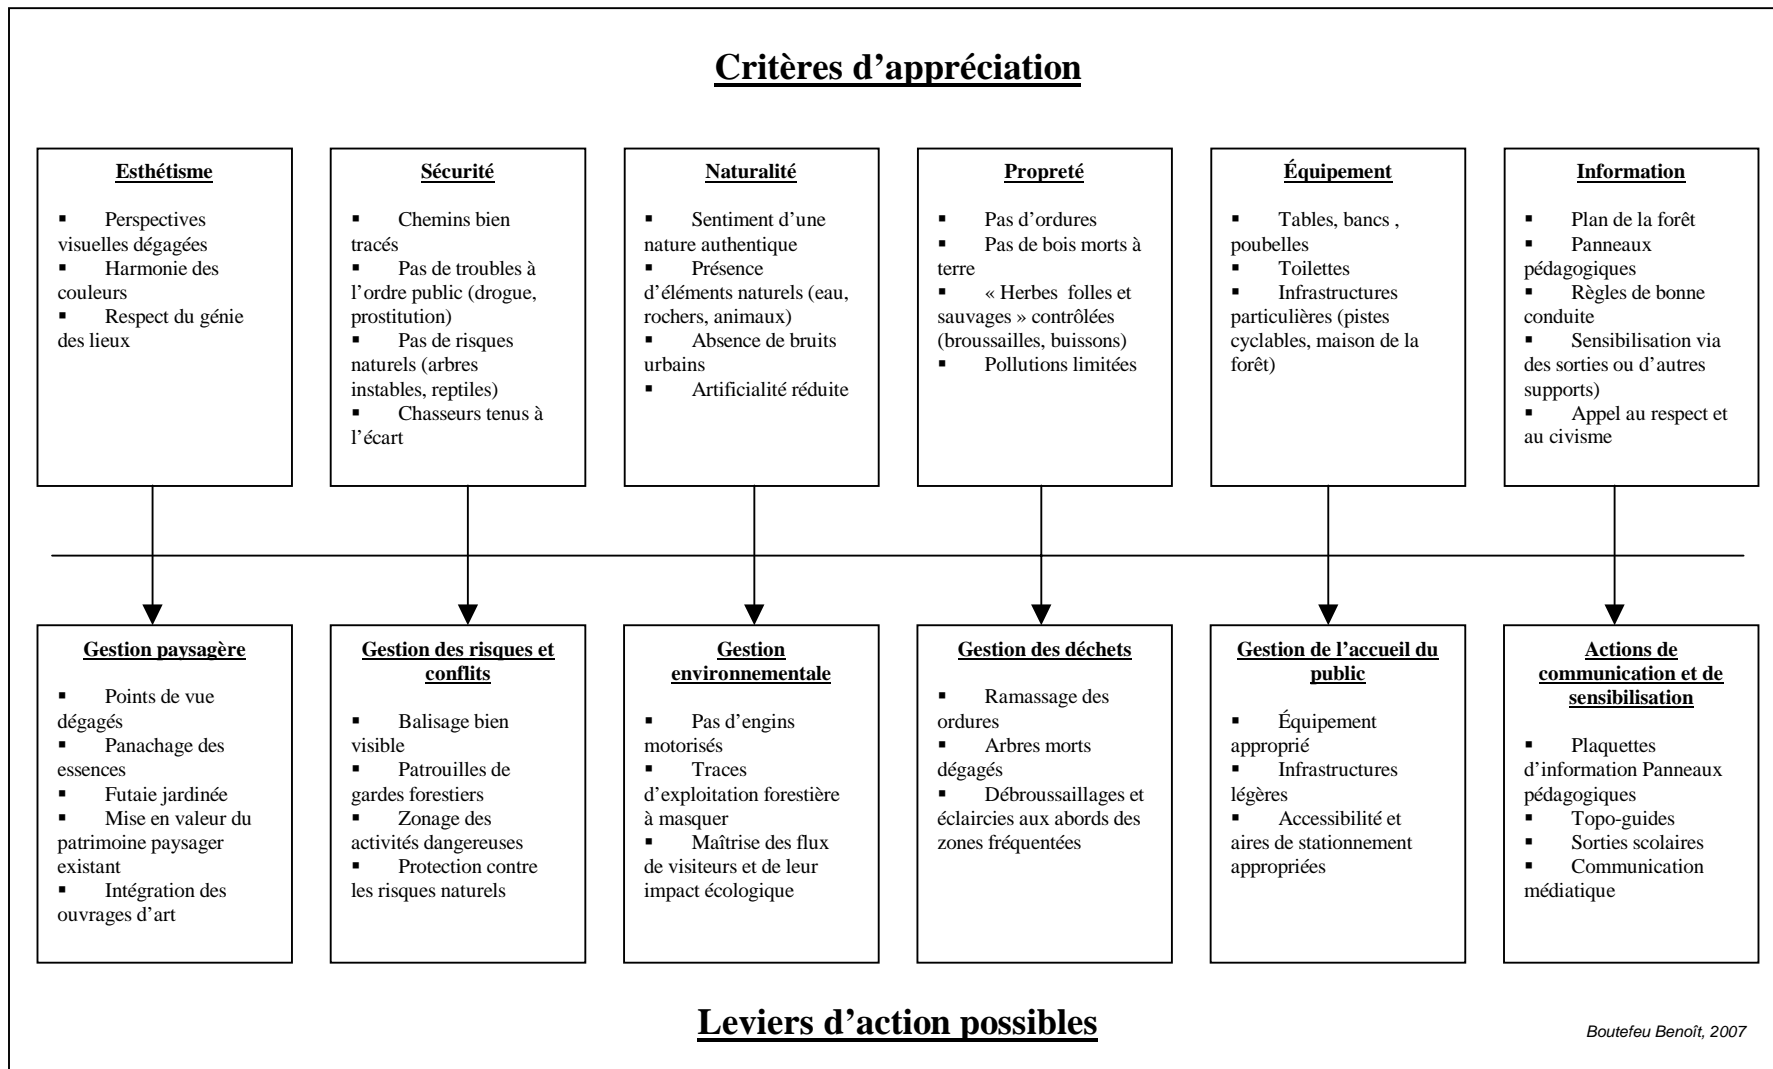 Critères d’appréciation
Esthétisme
▪ Perspectives
visuelles dégagées
▪ Harmonie des
couleurs
▪ Respect du génie
des lieux
Sécurité
▪ Chemins bien
tracés
▪ Pas de troubles à
l’ordre public (drogue,
prostitution)
▪ Pas de risques
naturels (arbres
instables, reptiles)
▪ Chasseurs tenus à
l’écart
Naturalité
▪ Sentiment d’une
nature authentique
▪ Présence
d’éléments naturels (eau,
rochers, animaux)
▪ Absence de bruits
urbains
▪ Artificialité réduite
Propreté
▪ Pas d’ordures
▪ Pas de bois morts à
terre
▪ « Herbes folles et
sauvages » contrôlées
(broussailles, buissons)
▪ Pollutions limitées
Équipement
▪ Tables, bancs ,
poubelles
▪ Toilettes
▪ Infrastructures
particulières (pistes
cyclables, maison de la
forêt)
Information
▪ Plan de la forêt
▪ Panneaux
pédagogiques
▪ Règles de bonne
conduite
▪ Sensibilisation via
des sorties ou d’autres
supports)
▪ Appel au respect et
au civisme
Gestion paysagère
▪ Points de vue
dégagés
▪ Panachage des
essences
▪ Futaie jardinée
▪ Mise en valeur du
patrimoine paysager
existant
▪ Intégration des
ouvrages d’art
Gestion des risques et
conflits
▪ Balisage bien
visible
▪ Patrouilles de
gardes forestiers
▪ Zonage des
activités dangereuses
▪ Protection contre
les risques naturels
Gestion
environnementale
▪ Pas d’engins
motorisés
▪ Traces
d’exploitation forestière
à masquer
▪ Maîtrise des flux
de visiteurs et de leur
impact écologique
Gestion des déchets
▪ Ramassage des
ordures
▪ Arbres morts
dégagés
▪ Débroussaillages et
éclaircies aux abords des
zones fréquentées
Gestion de l’accueil du
public
▪ Équipement
approprié
▪ Infrastructures
légères
▪ Accessibilité et
aires de stationnement
appropriées
Actions de
communication et de
sensibilisation
▪ Plaquettes
d’information Panneaux
pédagogiques
▪ Topo-guides
▪ Sorties scolaires
▪ Communication
médiatique
Leviers d’action possibles
Boutefeu Benoît, 2007